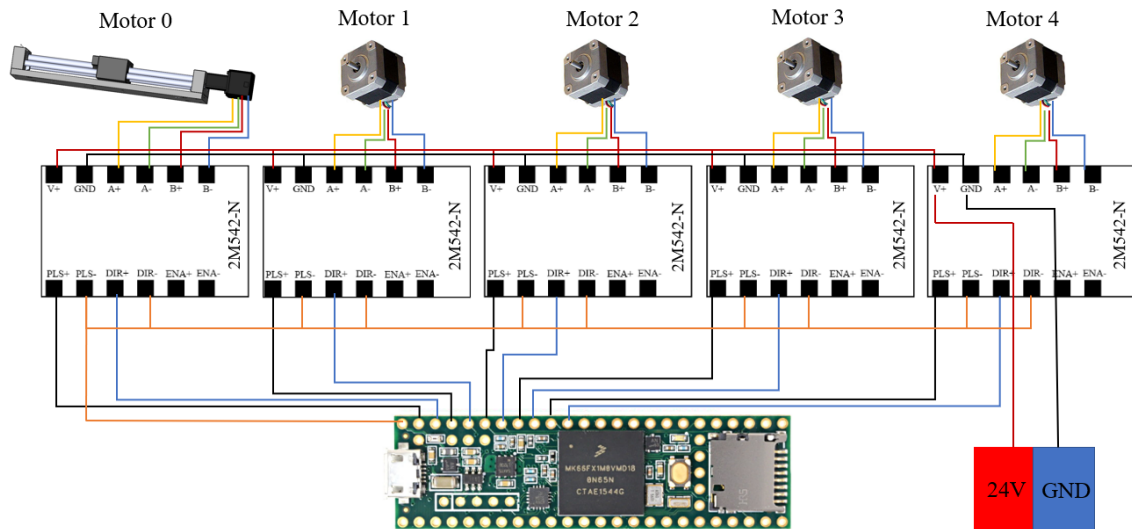 Motor 0
Motor 1
Motor 2
Motor 3
Motor 4
V+ GND A+ A- B+ B-
2M542-N
PLS+ PLS- DIR+ DIR- ENA+ ENA-
V+ GND A+ A- B+ B-
2M542-N
PLS+ PLS- DIR+ DIR- ENA+ ENA-
V+ GND A+ A- B+ B-
2M542-N
PLS+ PLS- DIR+ DIR- ENA+ ENA-
V+ GND A+ A- B+ B-
2M542-N
PLS+ PLS- DIR+ DIR- ENA+ ENA-
V+ GND A+ A- B+ B-
2M542-N
PLS+ PLS- DIR+ DIR- ENA+ ENA-
MK66FX1M0VMD18
8N65N
CTAE1544G
24V
GND